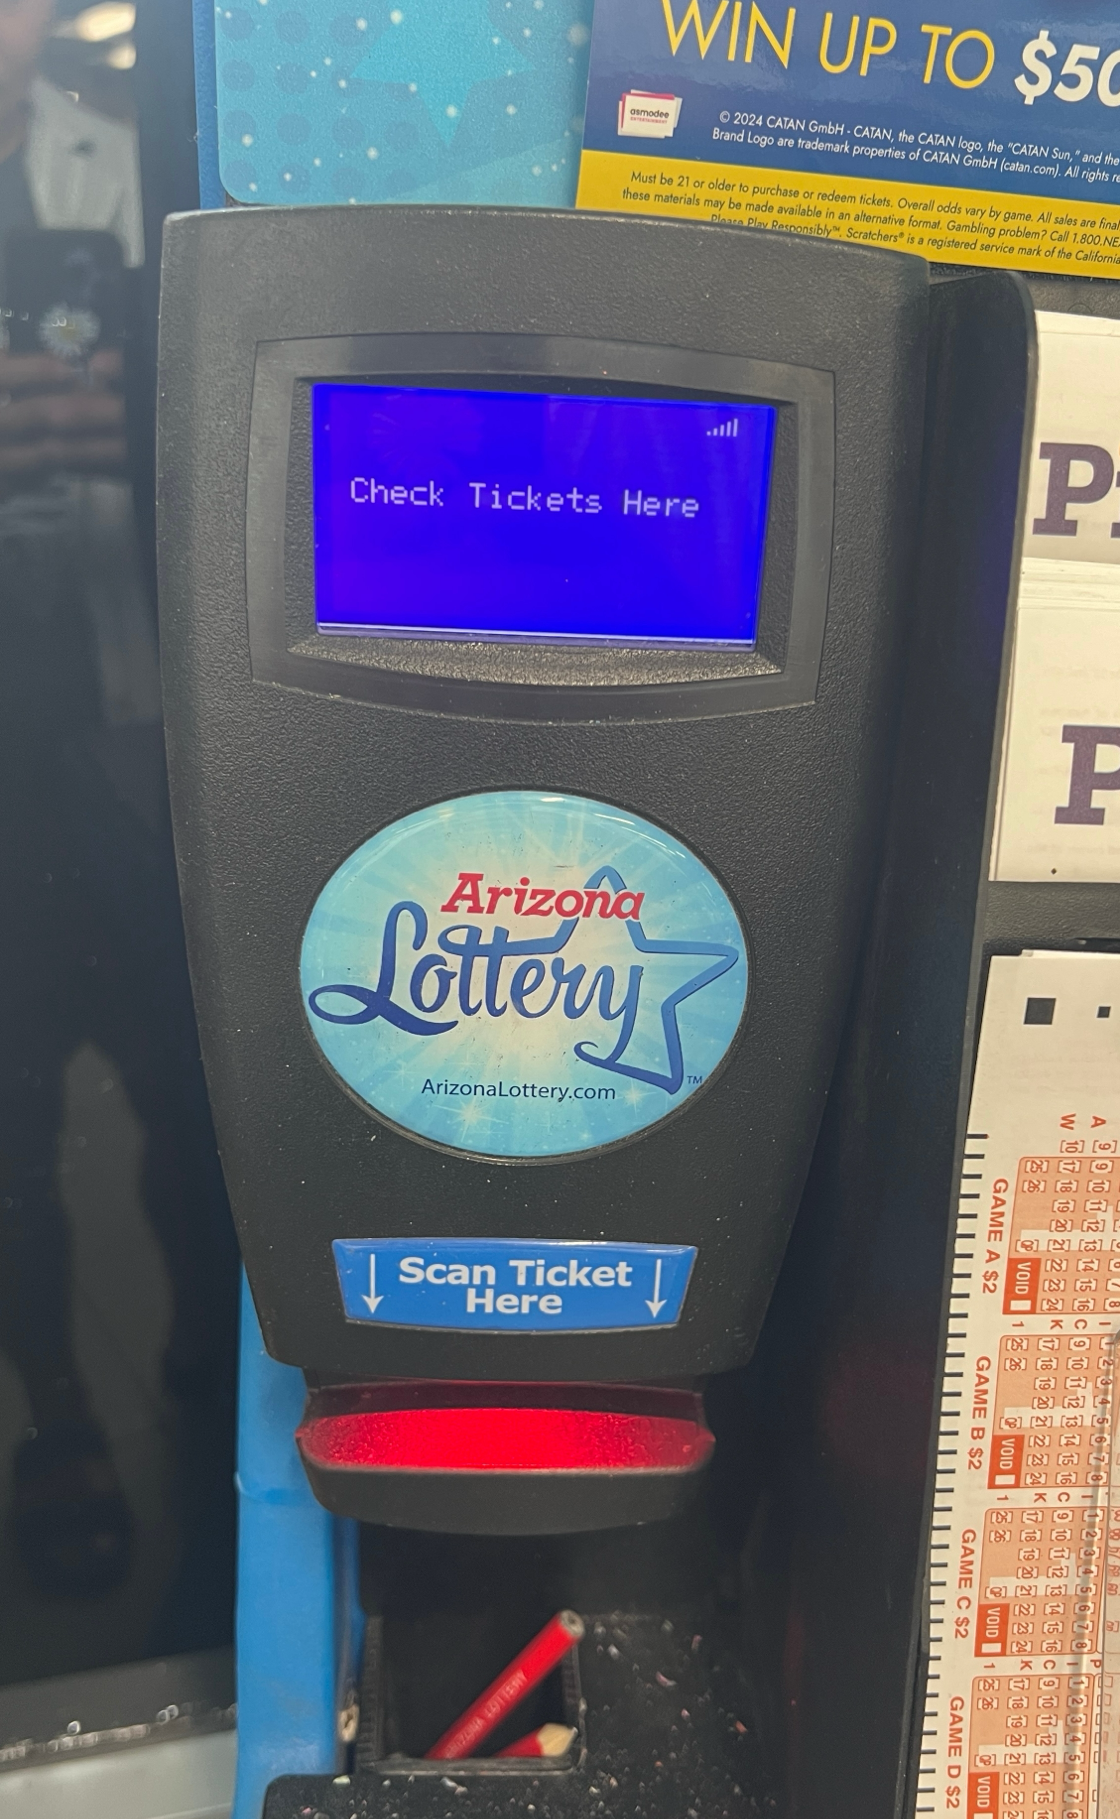 WIN UP TO $50
asmodee
ENTERTAINMENT
© 2024 CATAN GmbH - CATAN, the CATAN logo, the "CATAN Sun," and the
Brand Logo are trademark properties of CATAN GmbH (catan.com). All rights re
Must be 21 or older to purchase or redeem tickets. Overall odds vary by game. All sales are final
these materials may be made available in an alternative format. Gambling problem? Call 1.800.NE
Please Play Responsibly™. Scratchers® is a registered service mark of the California
Check Tickets Here
Arizona
Lottery
TM
ArizonaLottery.com
Scan Ticket
Here
ARIZONA LOTTERY
P
P
GAME A $2
VOID
GAME B $2
VOID
GAME C $2
VOID
GAME D $2
VOID